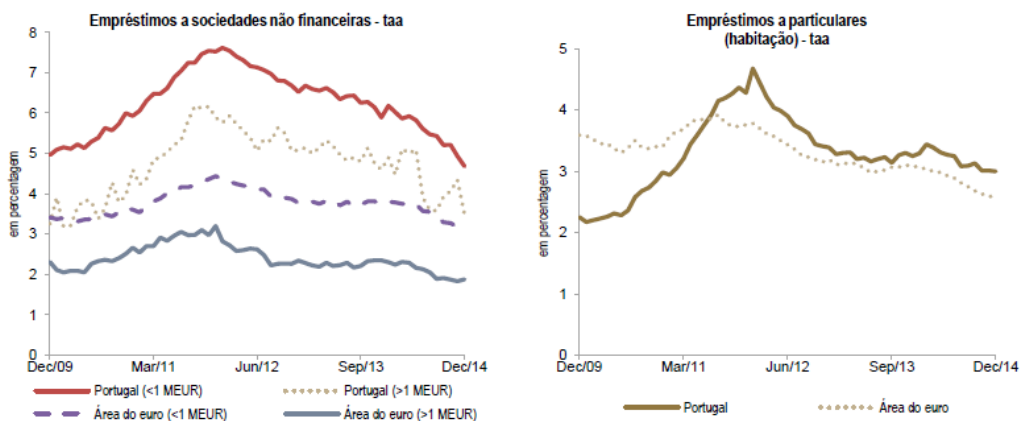 Empréstimos a sociedades não financeiras - taa
8
7
6
5
4
3
2
1
0
em percentagem
Dec/09 Mar/11 Jun/12 Sep/13 Dec/14
Portugal (<1 MEUR) Portugal (>1 MEUR)
Área do euro (<1 MEUR) Área do euro (>1 MEUR)
Empréstimos a particulares
(habitação) - taa
5
4
3
2
1
0
em percentagem
Dec/09 Mar/11 Jun/12 Sep/13 Dec/14
Portugal Área do euro